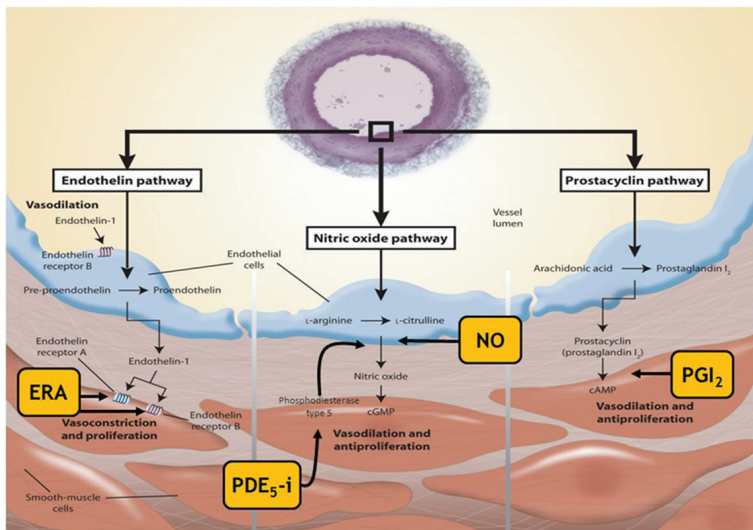 Endothelin pathway
Prostacyclin pathway
Nitric oxide pathway
Vasodilation
Endothelin-1
Endothelin
receptor B
Pre-proendothelin
Proendothelin
Endothelial
cells
Vessel
lumen
Arachidonic acid
Prostaglandin I₂
L-arginine
L-citrulline
NO
Endothelin
receptor A
Endothelin-1
ERA
Vasoconstriction
and proliferation
Endothelin
receptor B
Nitric oxide
Phosphodiesterase
type 5
cGMP
Vasodilation and
antiproliferation
PDE₅-i
Prostacyclin
(prostaglandin I₂)
cAMP
PGI₂
Vasodilation and
antiproliferation
Smooth-muscle
cells